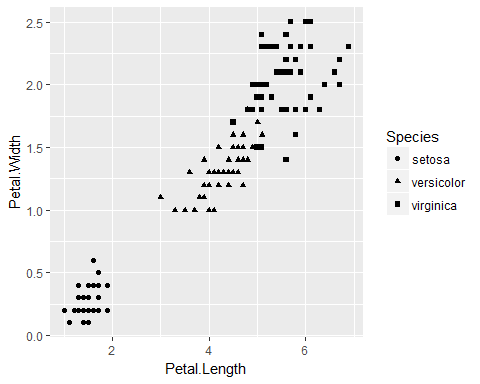 2.5
2.0
1.5
1.0
0.5
0.0
Petal.Width
2 4 6
Petal.Length
Species
setosa
versicolor
virginica